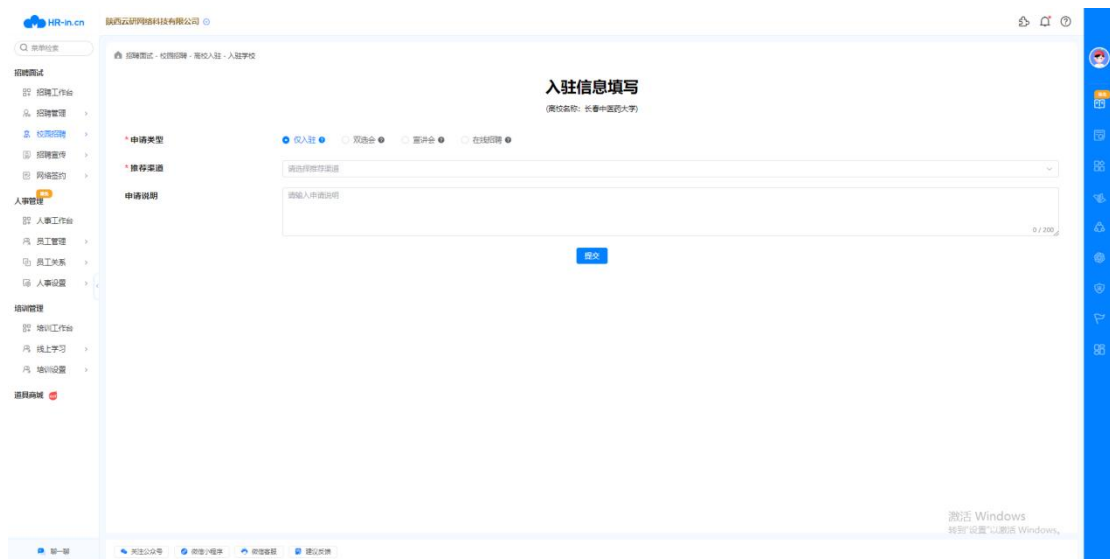 HR-in.cn
陕西云研网络科技有限公司
菜单检索
招聘面试
招聘工作台
招聘管理
校园招聘
招聘宣传
网络签约
人事管理
人事工作台
员工管理
员工关系
人事设置
培训管理
培训工作台
线上学习
培训设置
道具商城
聊一聊
招聘面试 - 校园招聘 - 高校入驻 - 入驻学校
入驻信息填写
(高校名称：长春中医药大学)
* 申请类型 仅入驻 双选会 宣讲会 在线招聘
* 推荐渠道 请选择推荐渠道
申请说明 请输入申请说明
0 / 200
提交
激活 Windows
转到"设置"以激活 Windows。
关注公众号 微信小程序 微信客服 建议反馈